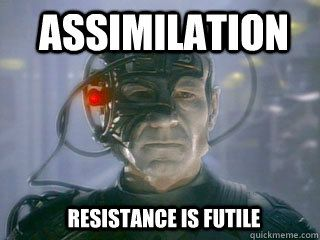 ASSIMILATION
RESISTANCE IS FUTILE
quickmeme.com